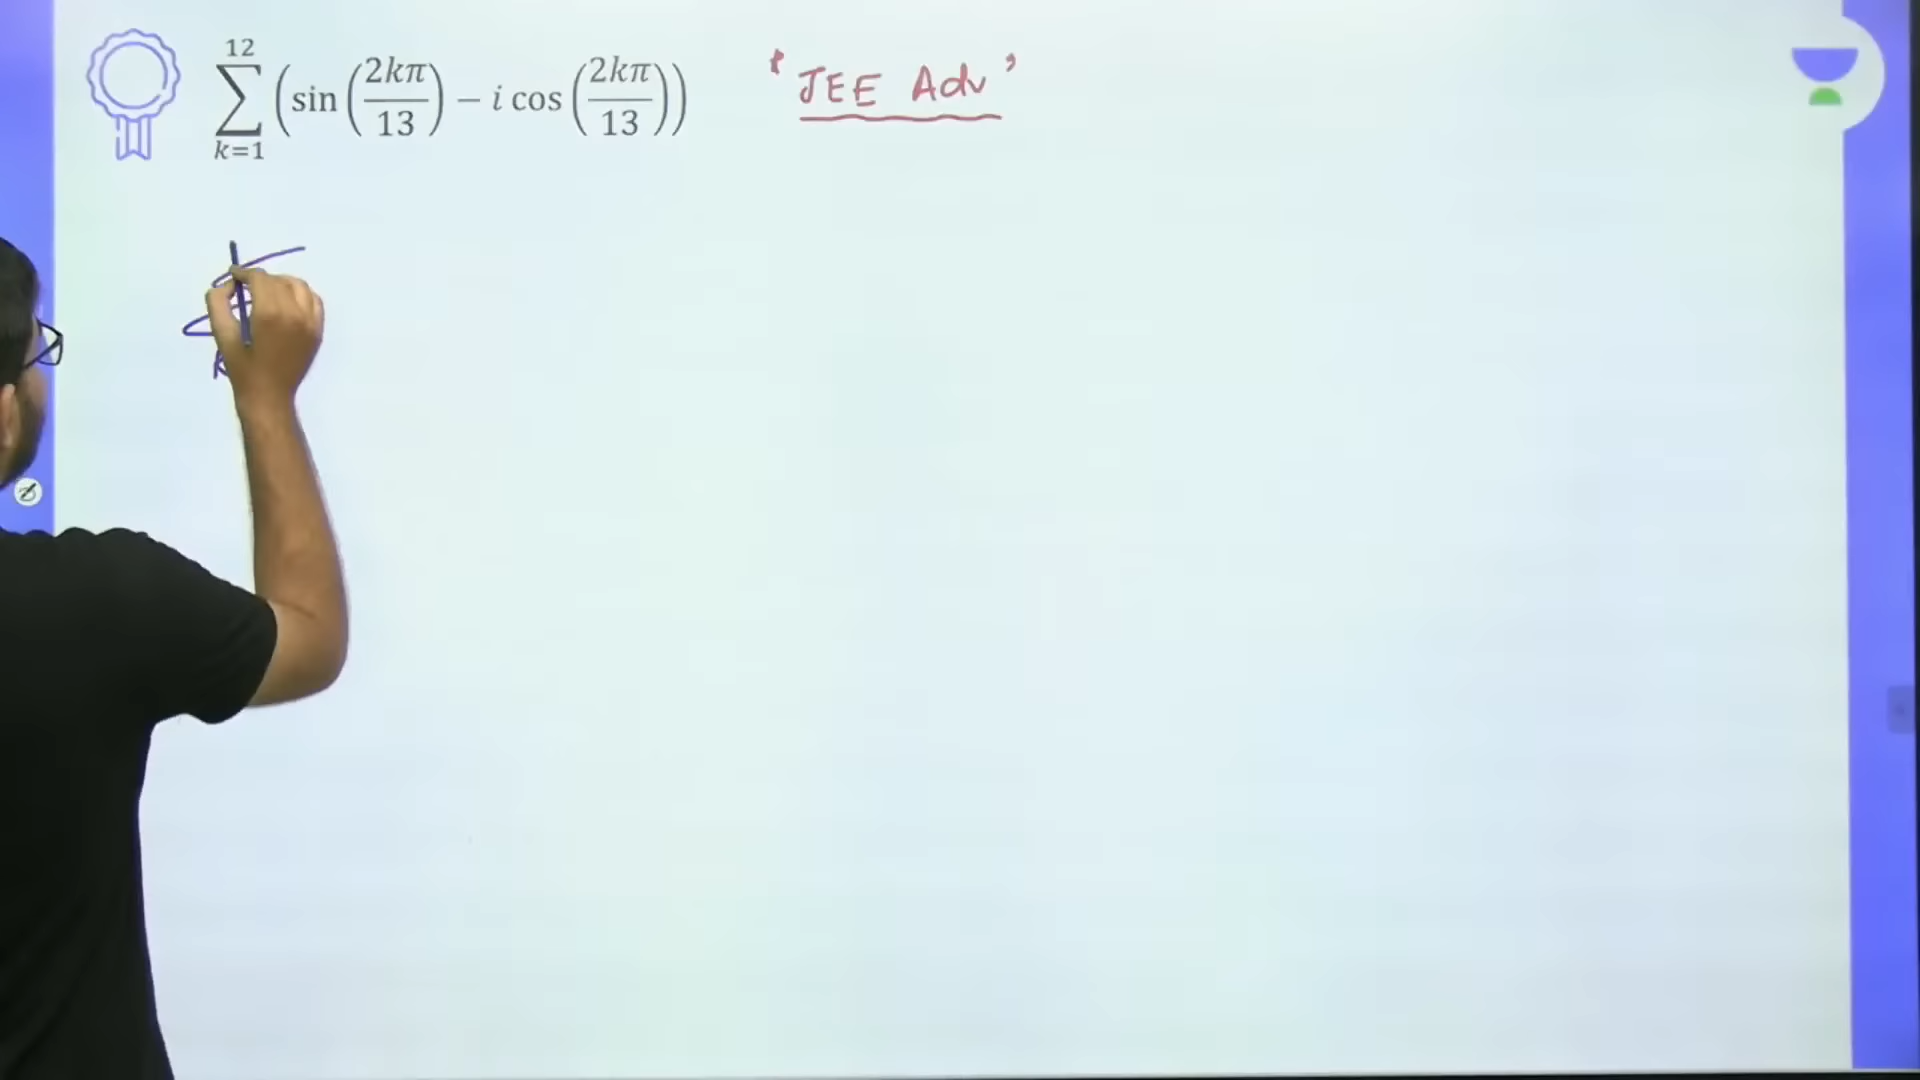 \sum_{k=1}^{12} \left( \sin\left(\frac{2k\pi}{13}\right) - i \cos\left(\frac{2k\pi}{13}\right) \right) ‘JEE Adv’